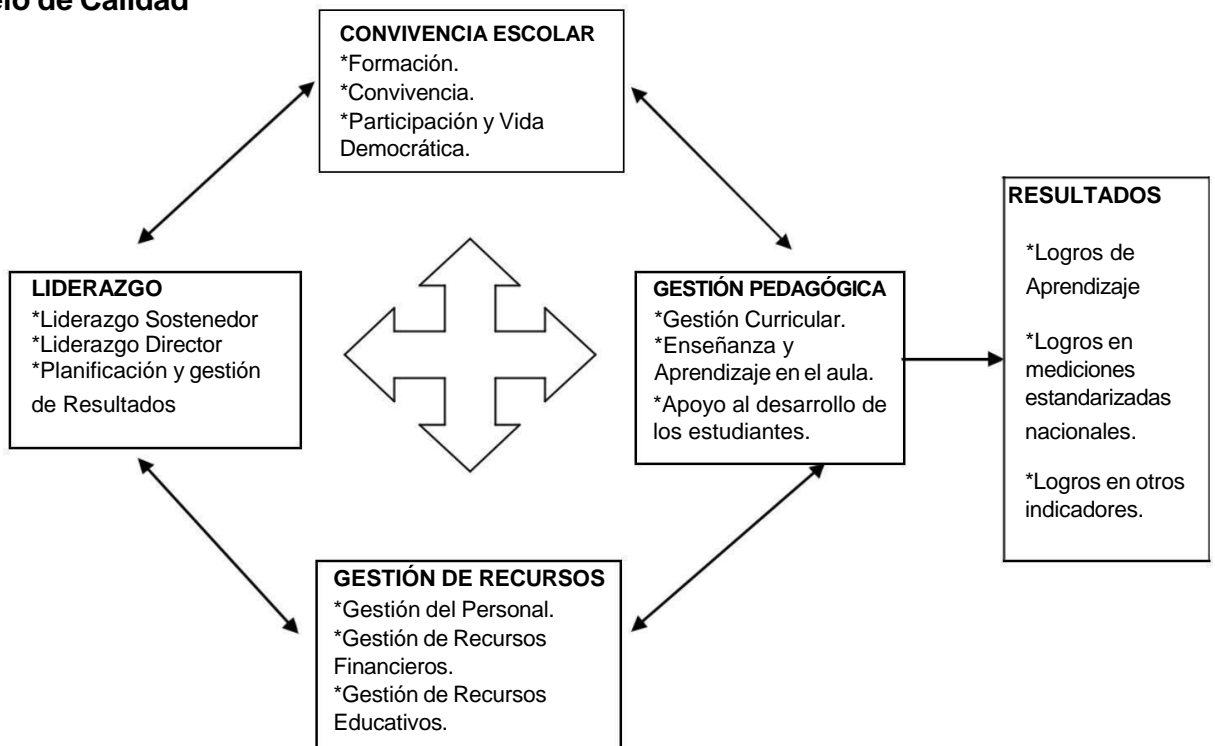 de Calidad
CONVIVENCIA ESCOLAR
*Formación.
*Convivencia.
*Participación y Vida
Democrática.
LIDERAZGO
*Liderazgo Sostenedor
*Liderazgo Director
*Planificación y gestión
de Resultados
GESTIÓN PEDAGÓGICA
*Gestión Curricular.
*Enseñanza y
Aprendizaje en el aula.
*Apoyo al desarrollo de
los estudiantes.
RESULTADOS
*Logros de
Aprendizaje
*Logros en
mediciones
estandarizadas
nacionales.
*Logros en otros
indicadores.
GESTIÓN DE RECURSOS
*Gestión del Personal.
*Gestión de Recursos
Financieros.
*Gestión de Recursos
Educativos.